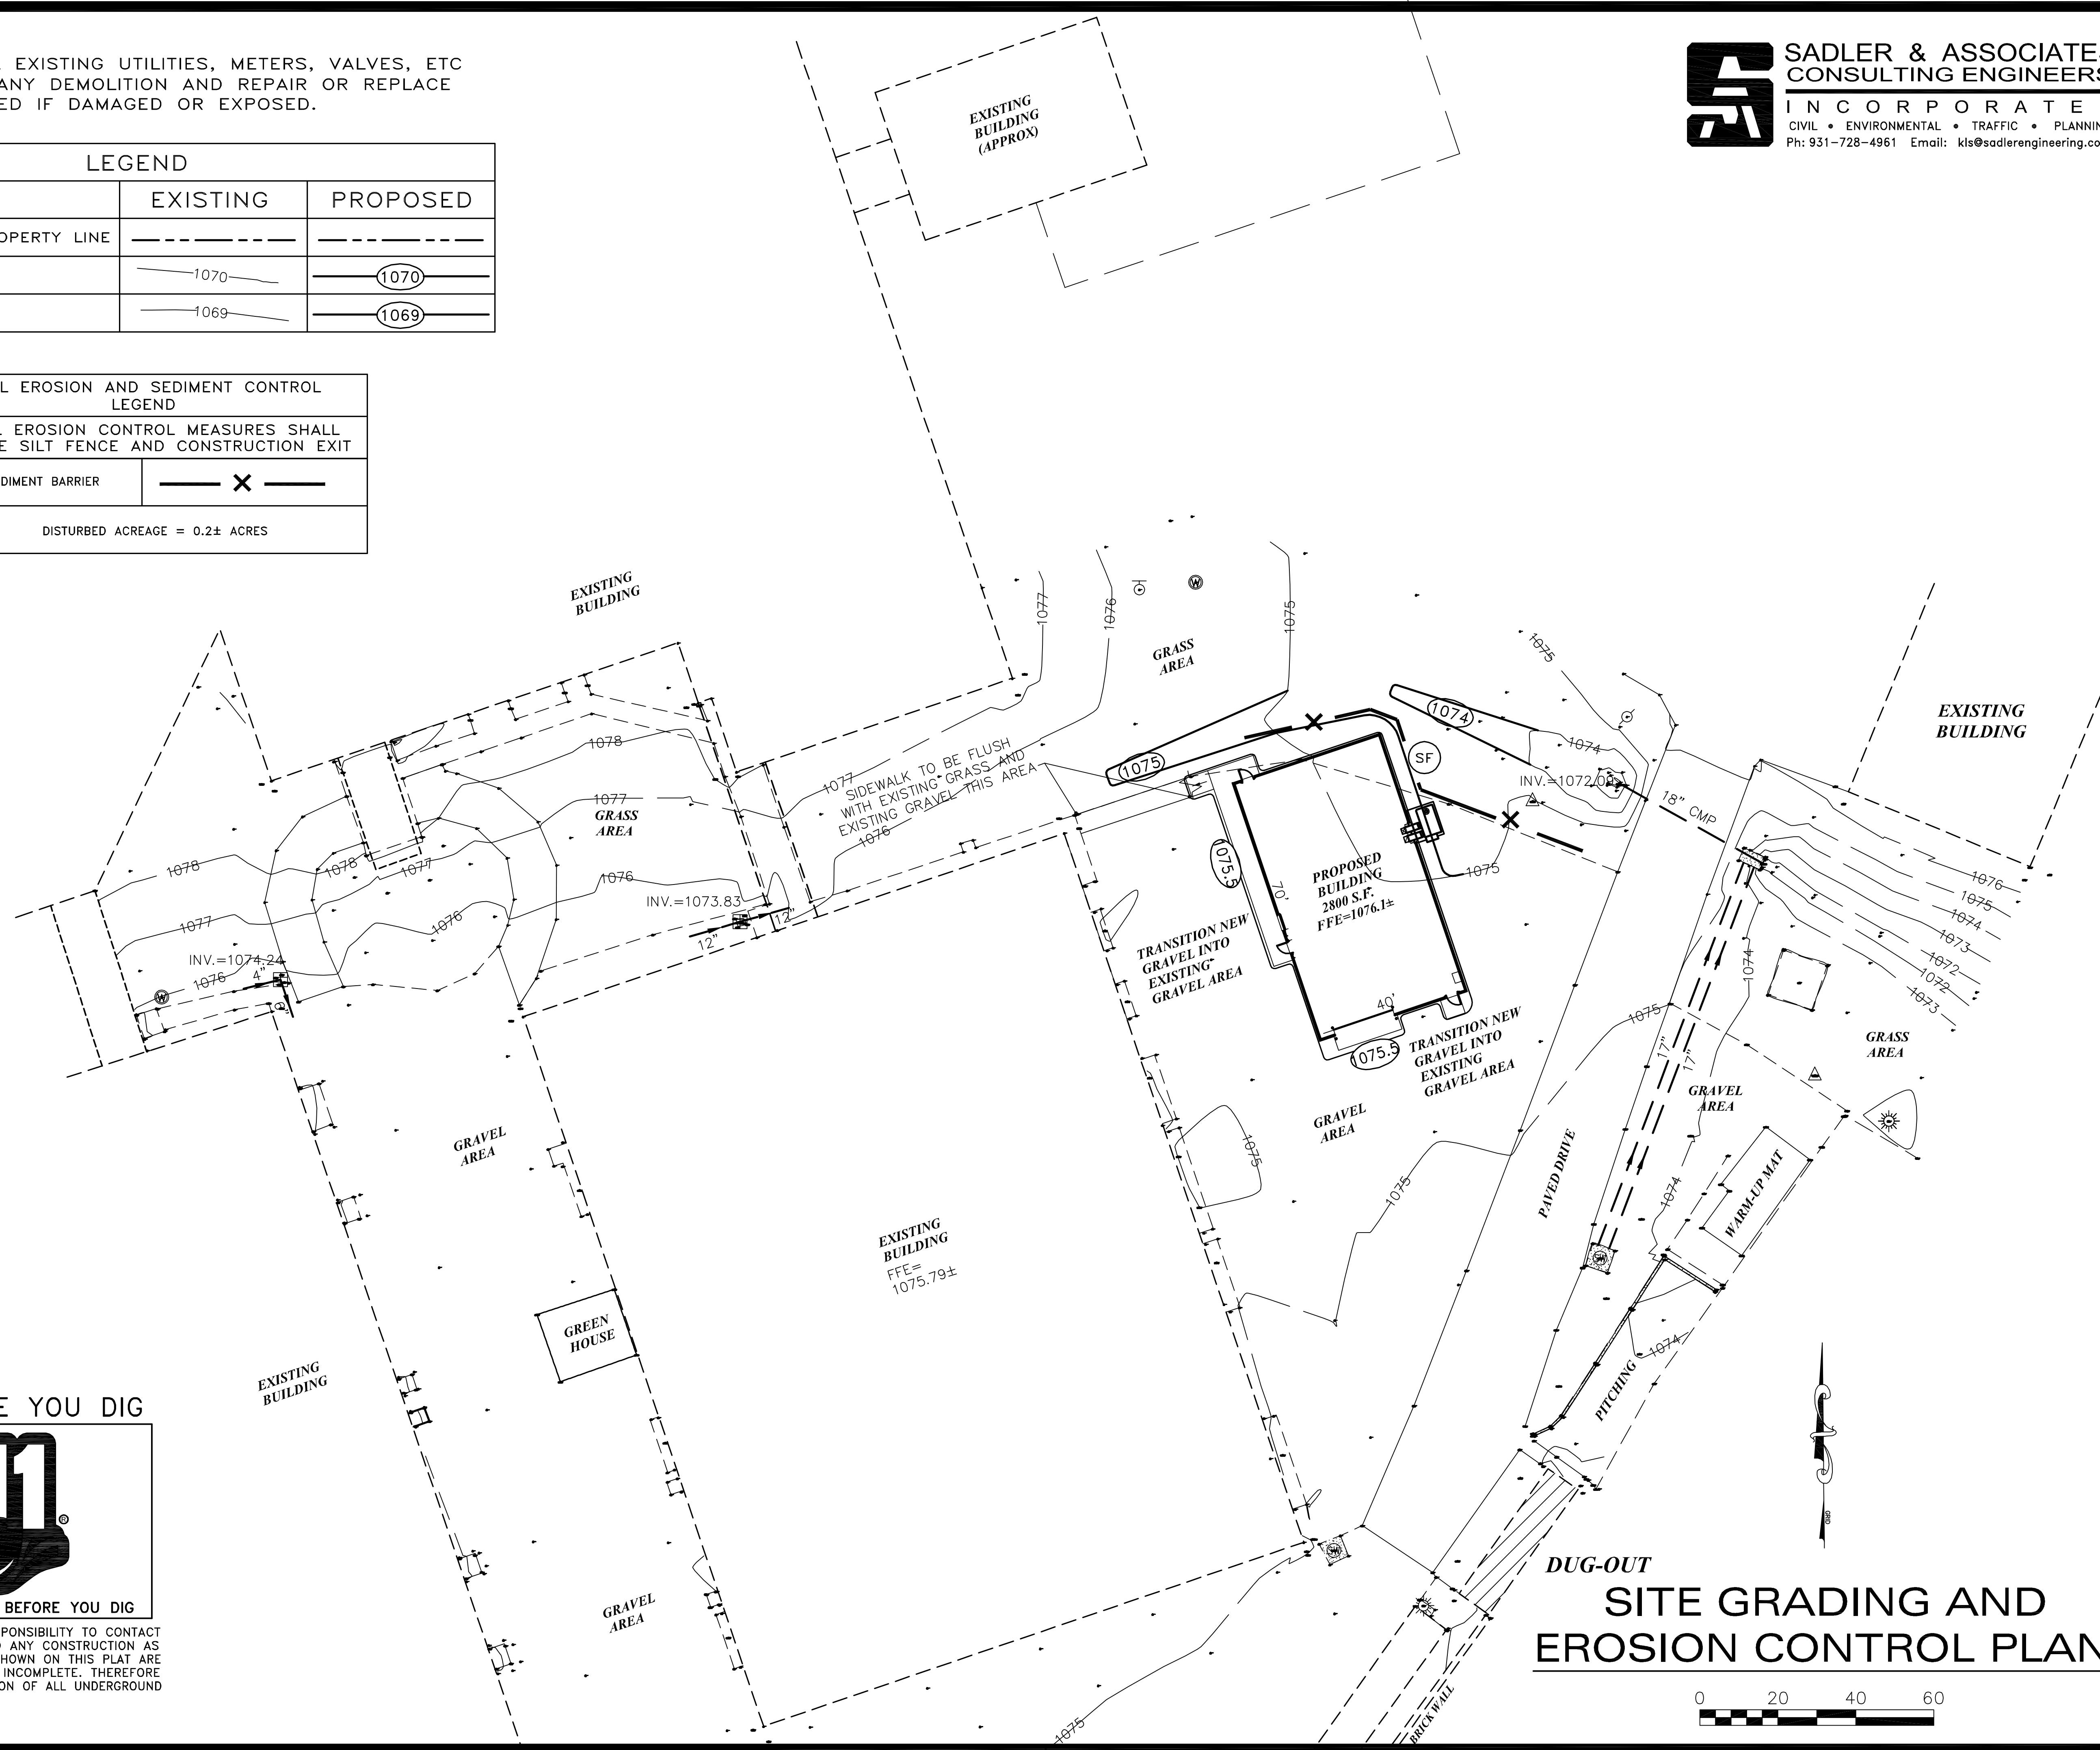 EXISTING UTILITIES, METERS, VALVES, ETC
ANY DEMOLITION AND REPAIR OR REPLACE
ED IF DAMAGED OR EXPOSED.
LEGEND
EXISTING
PROPOSED
OPERTY LINE
1070
1070
1069
1069
L EROSION AND SEDIMENT CONTROL
LEGEND
L EROSION CONTROL MEASURES SHALL
E SILT FENCE AND CONSTRUCTION EXIT
DIMENT BARRIER
DISTURBED ACREAGE = 0.2± ACRES
SADLER & ASSOCIATES
CONSULTING ENGINEERS
INCORPORATE
CIVIL • ENVIRONMENTAL • TRAFFIC • PLANNIN
Ph: 931-728-4961 Email: kls@sadlerengineering.co
EXISTING
BUILDING
(APPROX)
EXISTING
BUILDING
1077
1076
1075
W
GRASS
AREA
1075
EXISTING
BUILDING
1074
1074
SF
1075
INV.=1072.0
18" CMP
1078
1077
GRASS
AREA
1077
SIDEWALK TO BE FLUSH
WITH EXISTING GRASS AND
EXISTING GRAVEL THIS AREA
1076
1078
1078
1077
1076
1077
1076
INV.=1073.83
12"
12"
INV.=1074.24
4"
1076
W
1075.5
70'
PROPOSED
BUILDING
2800 S.F.
FFE=1076.1±
40'
1075
TRANSITION NEW
GRAVEL INTO
EXISTING
GRAVEL AREA
1075.5
TRANSITION NEW
GRAVEL INTO
EXISTING
GRAVEL AREA
1076
1075
1074
1073
1072
1072
1073
1074
1075
GRASS
AREA
17"
17"
GRAVEL
AREA
GRAVEL
AREA
GRAVEL
AREA
1075
1075
PAVED DRIVE
1074
WARM-UP MAT
EXISTING
BUILDING
FFE=
1075.79±
GREEN
HOUSE
EXISTING
BUILDING
1074
PITCHING
GRID
E YOU DIG
®
BEFORE YOU DIG
PONSIBILITY TO CONTACT
O ANY CONSTRUCTION AS
SHOWN ON THIS PLAT ARE
INCOMPLETE. THEREFORE
ON OF ALL UNDERGROUND
GRAVEL
AREA
1075
BRICK WALL
DUG-OUT
SITE GRADING AND
EROSION CONTROL PLAN
0 20 40 60